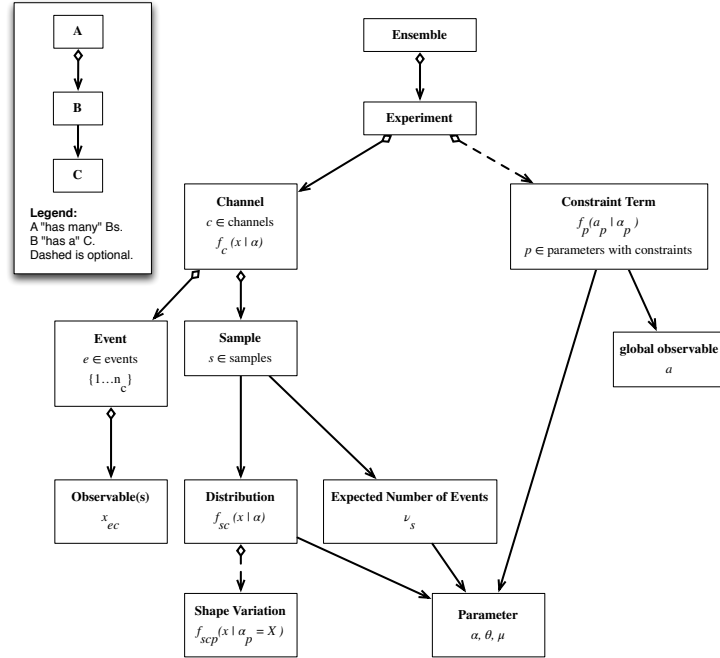 A
B
C
Legend:
A "has many" Bs.
B "has a" C.
Dashed is optional.
Ensemble
Experiment
Channel
c ∈ channels
f_c (x | α)
Constraint Term
f_p(a_p | α_p)
p ∈ parameters with constraints
Event
e ∈ events
{1…n_c}
Sample
s ∈ samples
global observable
a
Observable(s)
x_ec
Distribution
f_sc (x | α)
Expected Number of Events
ν_s
Shape Variation
f_scp(x | α_p = X)
Parameter
α, θ, μ